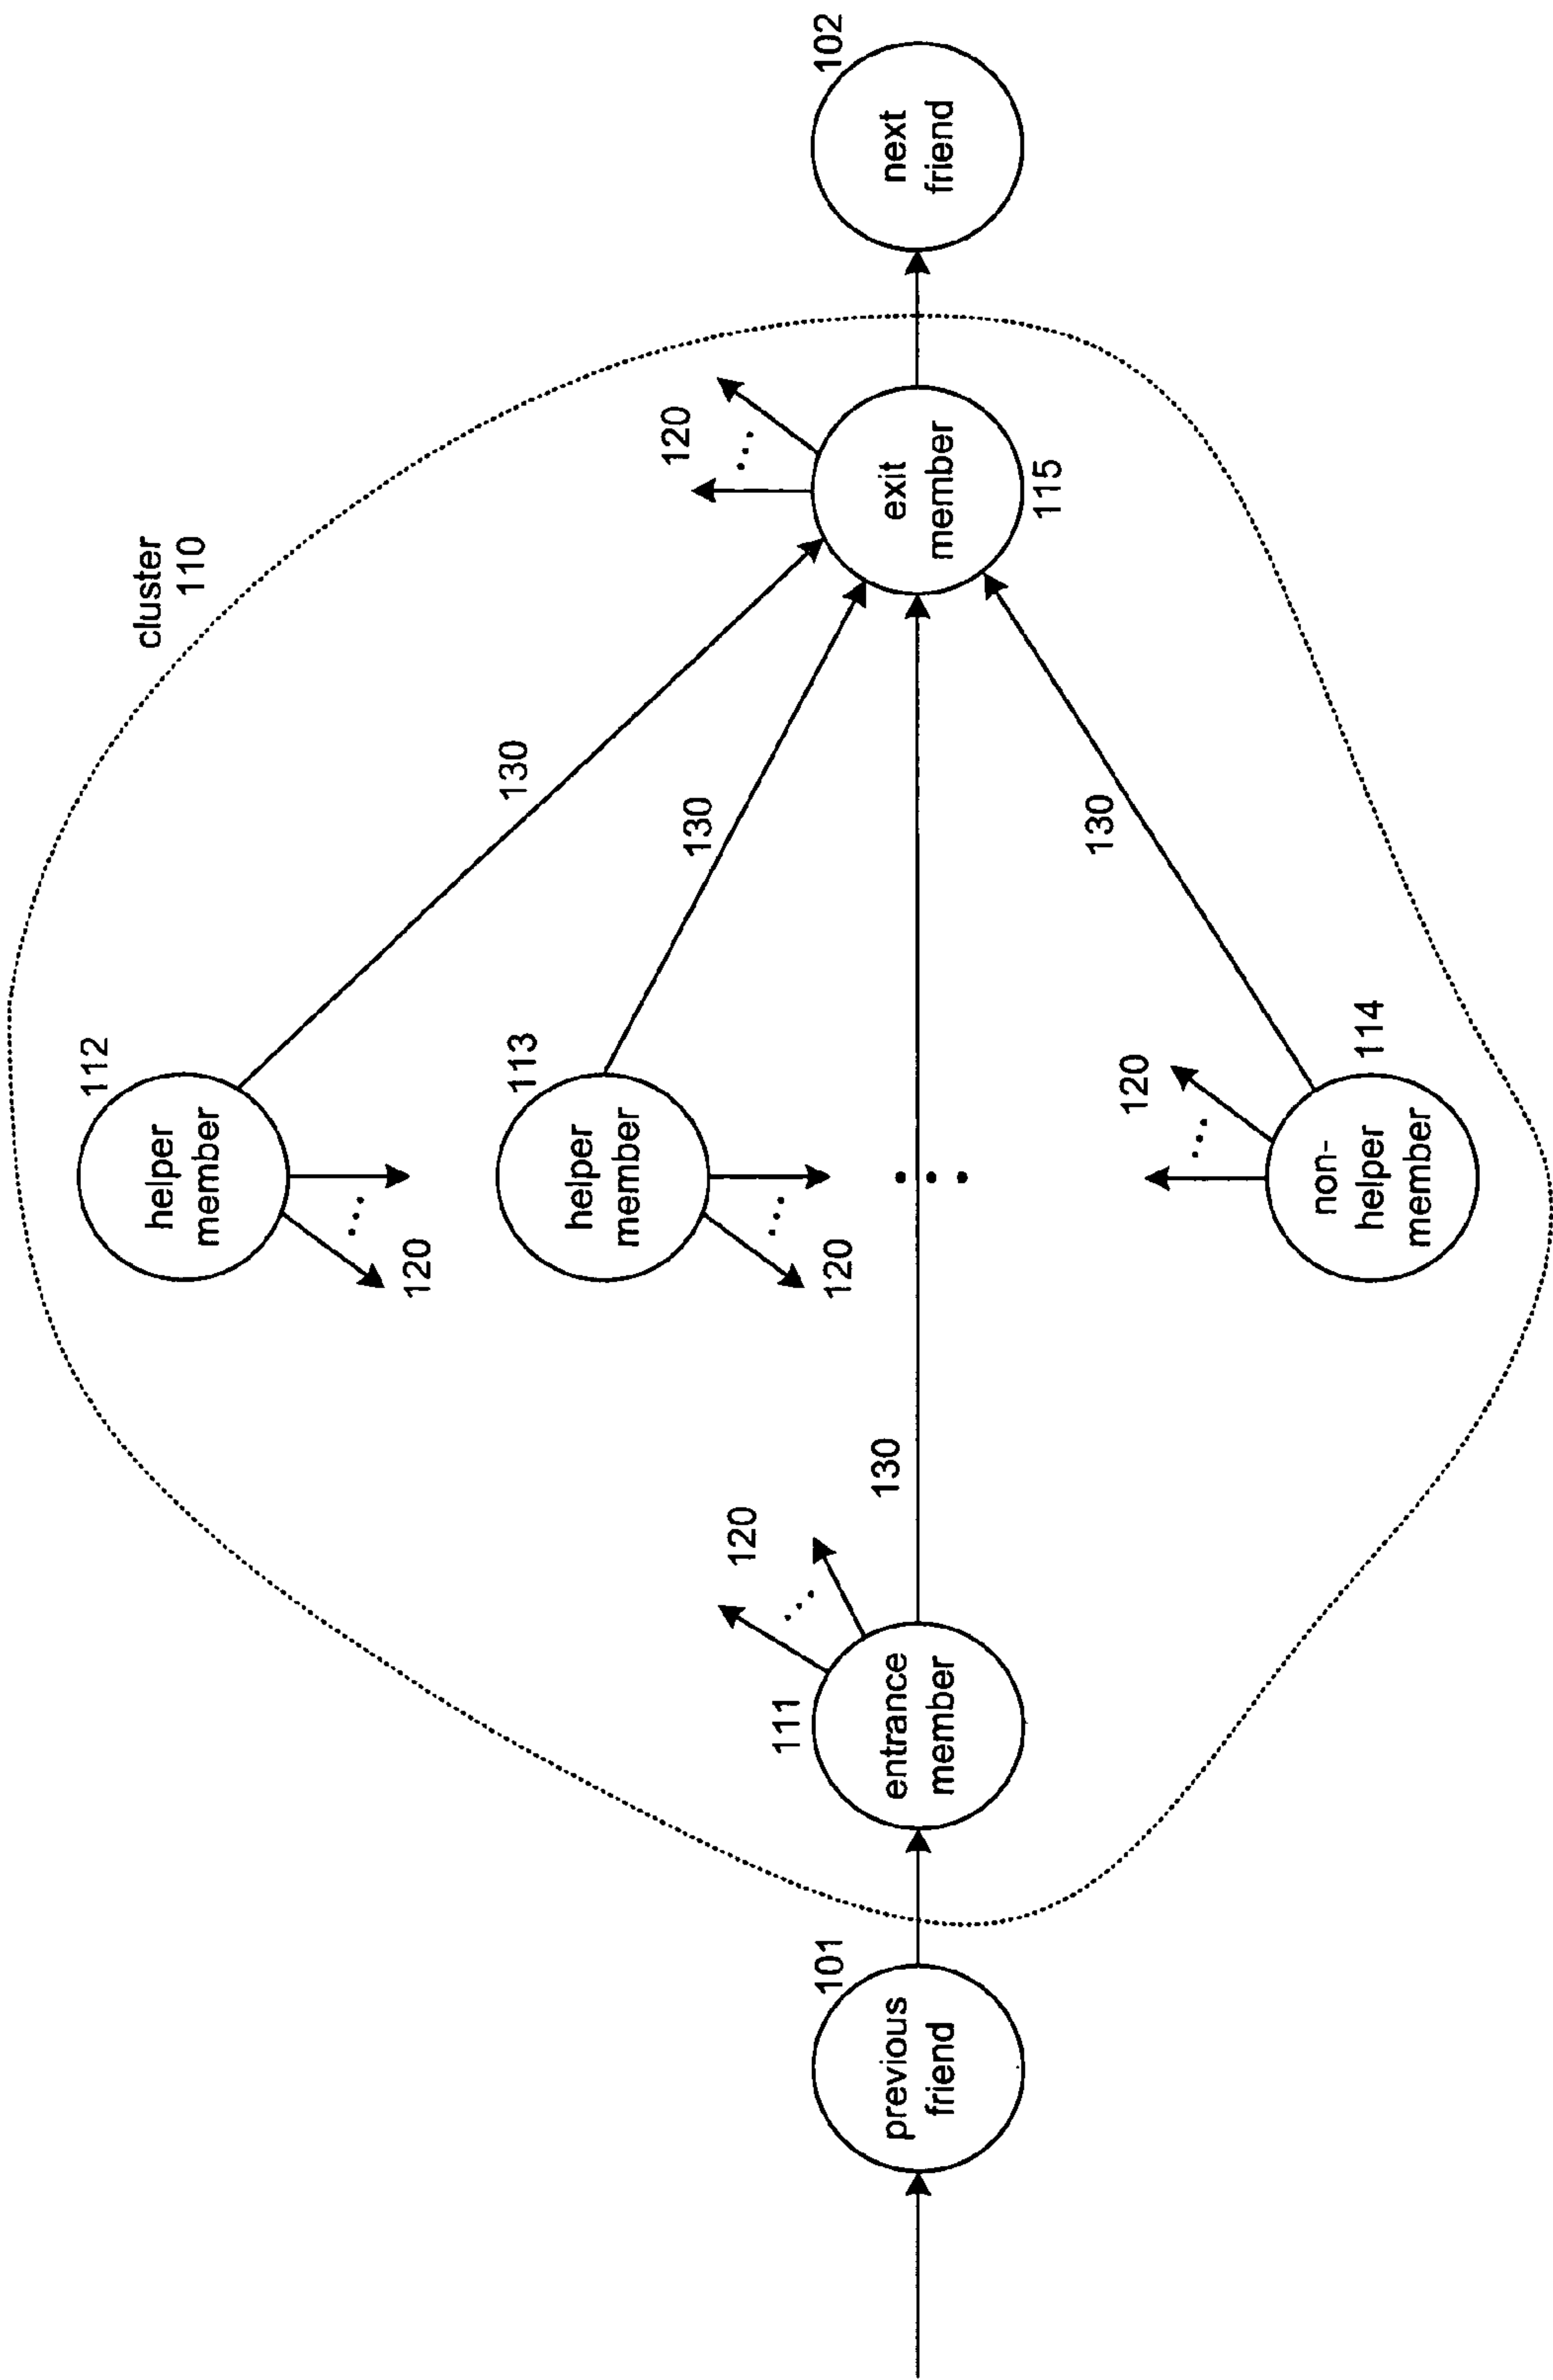 cluster
110
112
helper
member
120
130
113
helper
member
120
130
120
111
entrance
member
130
101
previous
friend
120
exit
member
115
102
next
friend
120
130
non-
helper
member
114